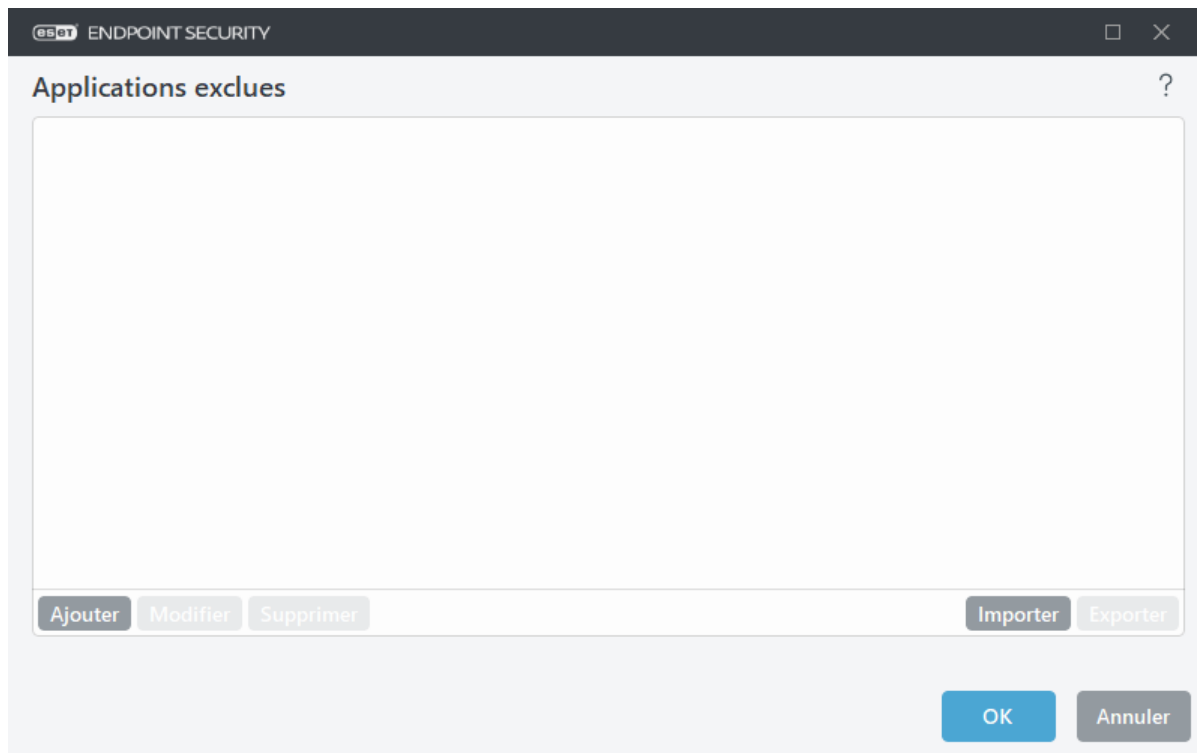 eset ENDPOINT SECURITY
Applications exclues
?
Ajouter Modifier Supprimer Importer Exporter
OK Annuler